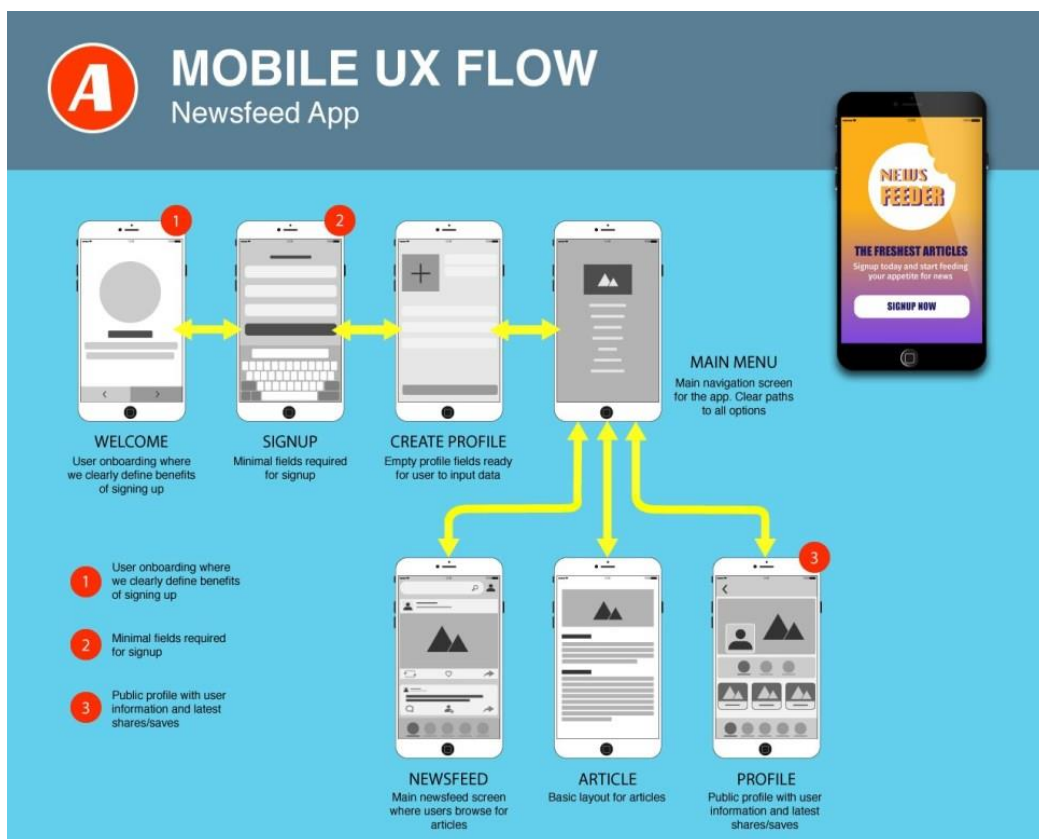 A
MOBILE UX FLOW
Newsfeed App
NEWS
FEEDER
THE FRESHEST ARTICLES
Signup today and start feeding
your appetite for news
SIGNUP NOW
1
2
WELCOME
User onboarding where
we clearly define benefits
of signing up
SIGNUP
Minimal fields required
for signup
CREATE PROFILE
Empty profile fields ready
for user to input data
MAIN MENU
Main navigation screen
for the app. Clear paths
to all options
1
User onboarding where
we clearly define benefits
of signing up
2
Minimal fields required
for signup
3
Public profile with user
information and latest
shares/saves
3
NEWSFEED
Main newsfeed screen
where users browse for
articles
ARTICLE
Basic layout for articles
PROFILE
Public profile with user
information and latest
shares/saves